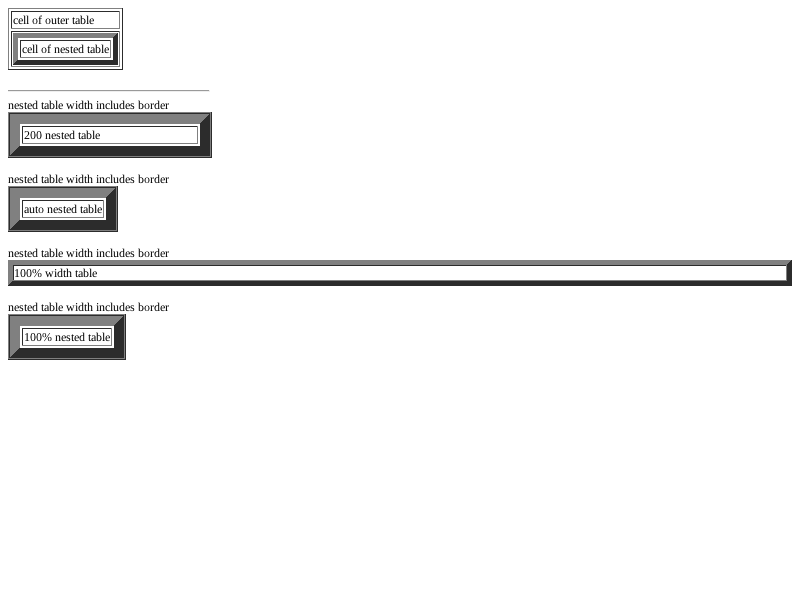 cell of outer table
cell of nested table
nested table width includes border
200 nested table
nested table width includes border
auto nested table
nested table width includes border
100% width table
nested table width includes border
100% nested table